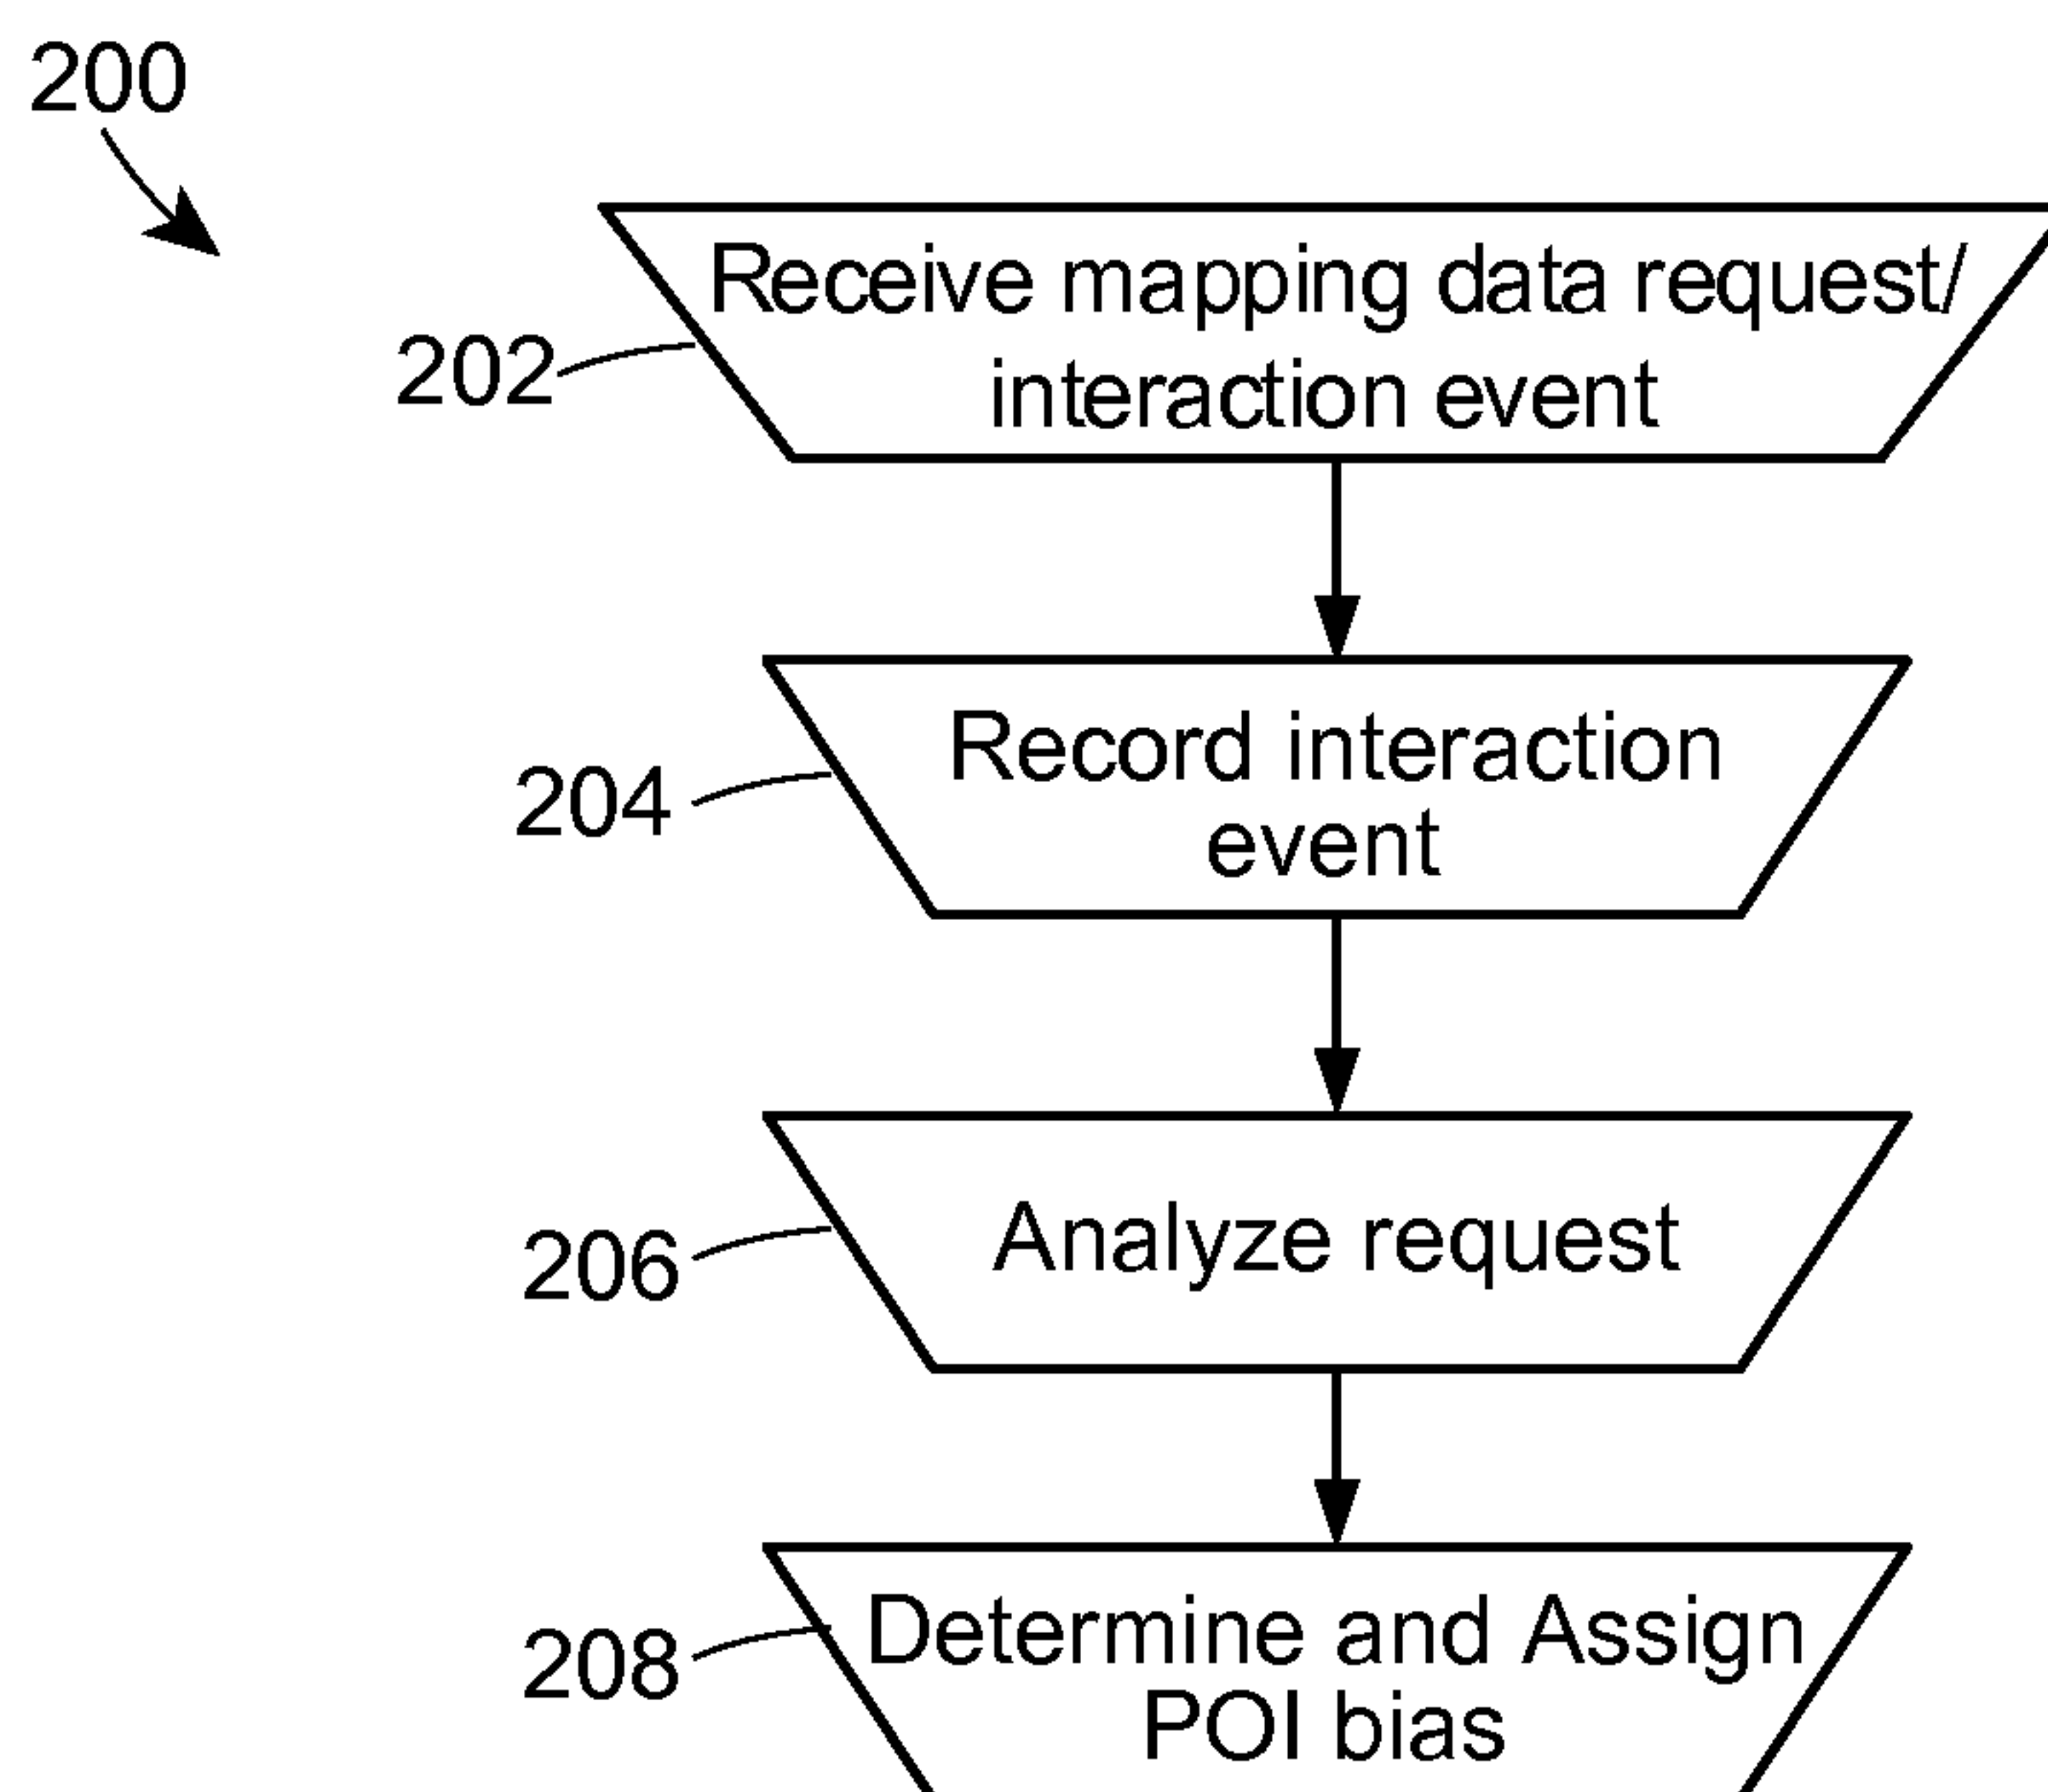 200
Receive mapping data request/
interaction event
202
Record interaction
event
204
Analyze request
206
Determine and Assign
POI bias
208